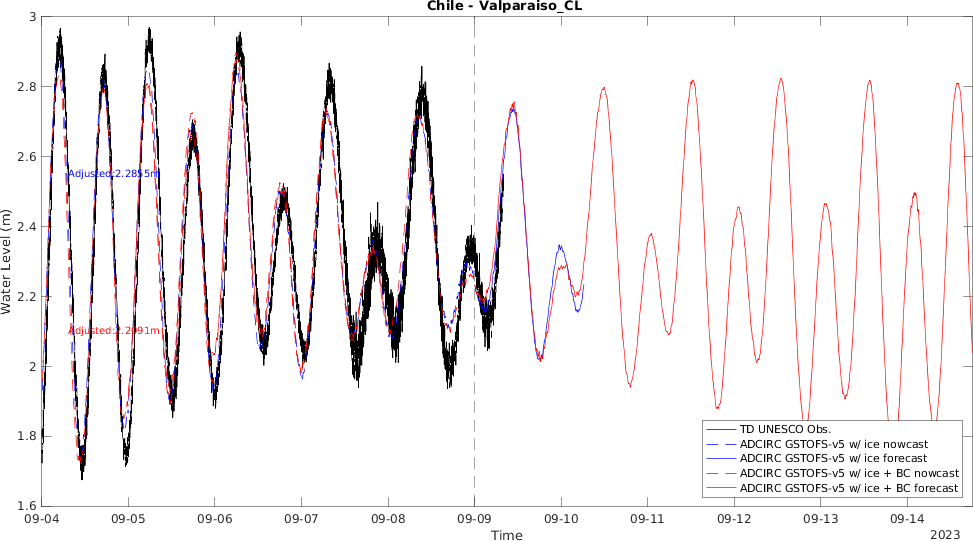 Chile - Valparaiso_CL
3
2.8
2.6
2.4
2.2
2
1.8
1.6
Water Level (m)
Adjusted:2.2855m
Adjusted:2.2091m
TD UNESCO Obs.
ADCIRC GSTOFS-v5 w/ ice nowcast
ADCIRC GSTOFS-v5 w/ ice forecast
ADCIRC GSTOFS-v5 w/ ice + BC nowcast
ADCIRC GSTOFS-v5 w/ ice + BC forecast
09-04 09-05 09-06 09-07 09-08 09-09 09-10 09-11 09-12 09-13 09-14
Time
2023